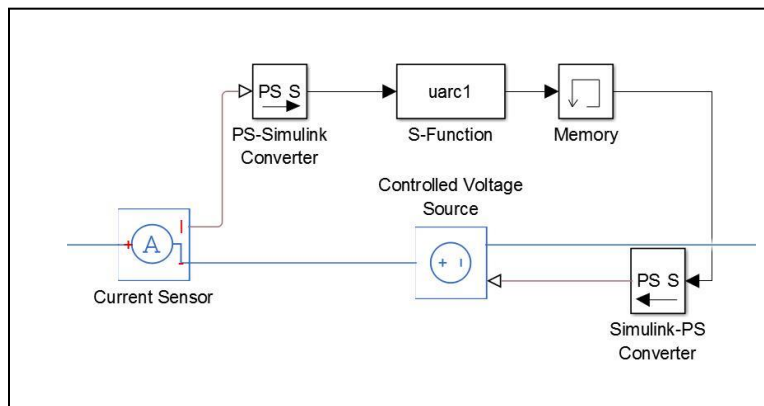 PS S
PS-Simulink
Converter
uarc1
S-Function
Memory
Controlled Voltage
Source
+ -
A
+
I
-
Current Sensor
PS S
Simulink-PS
Converter